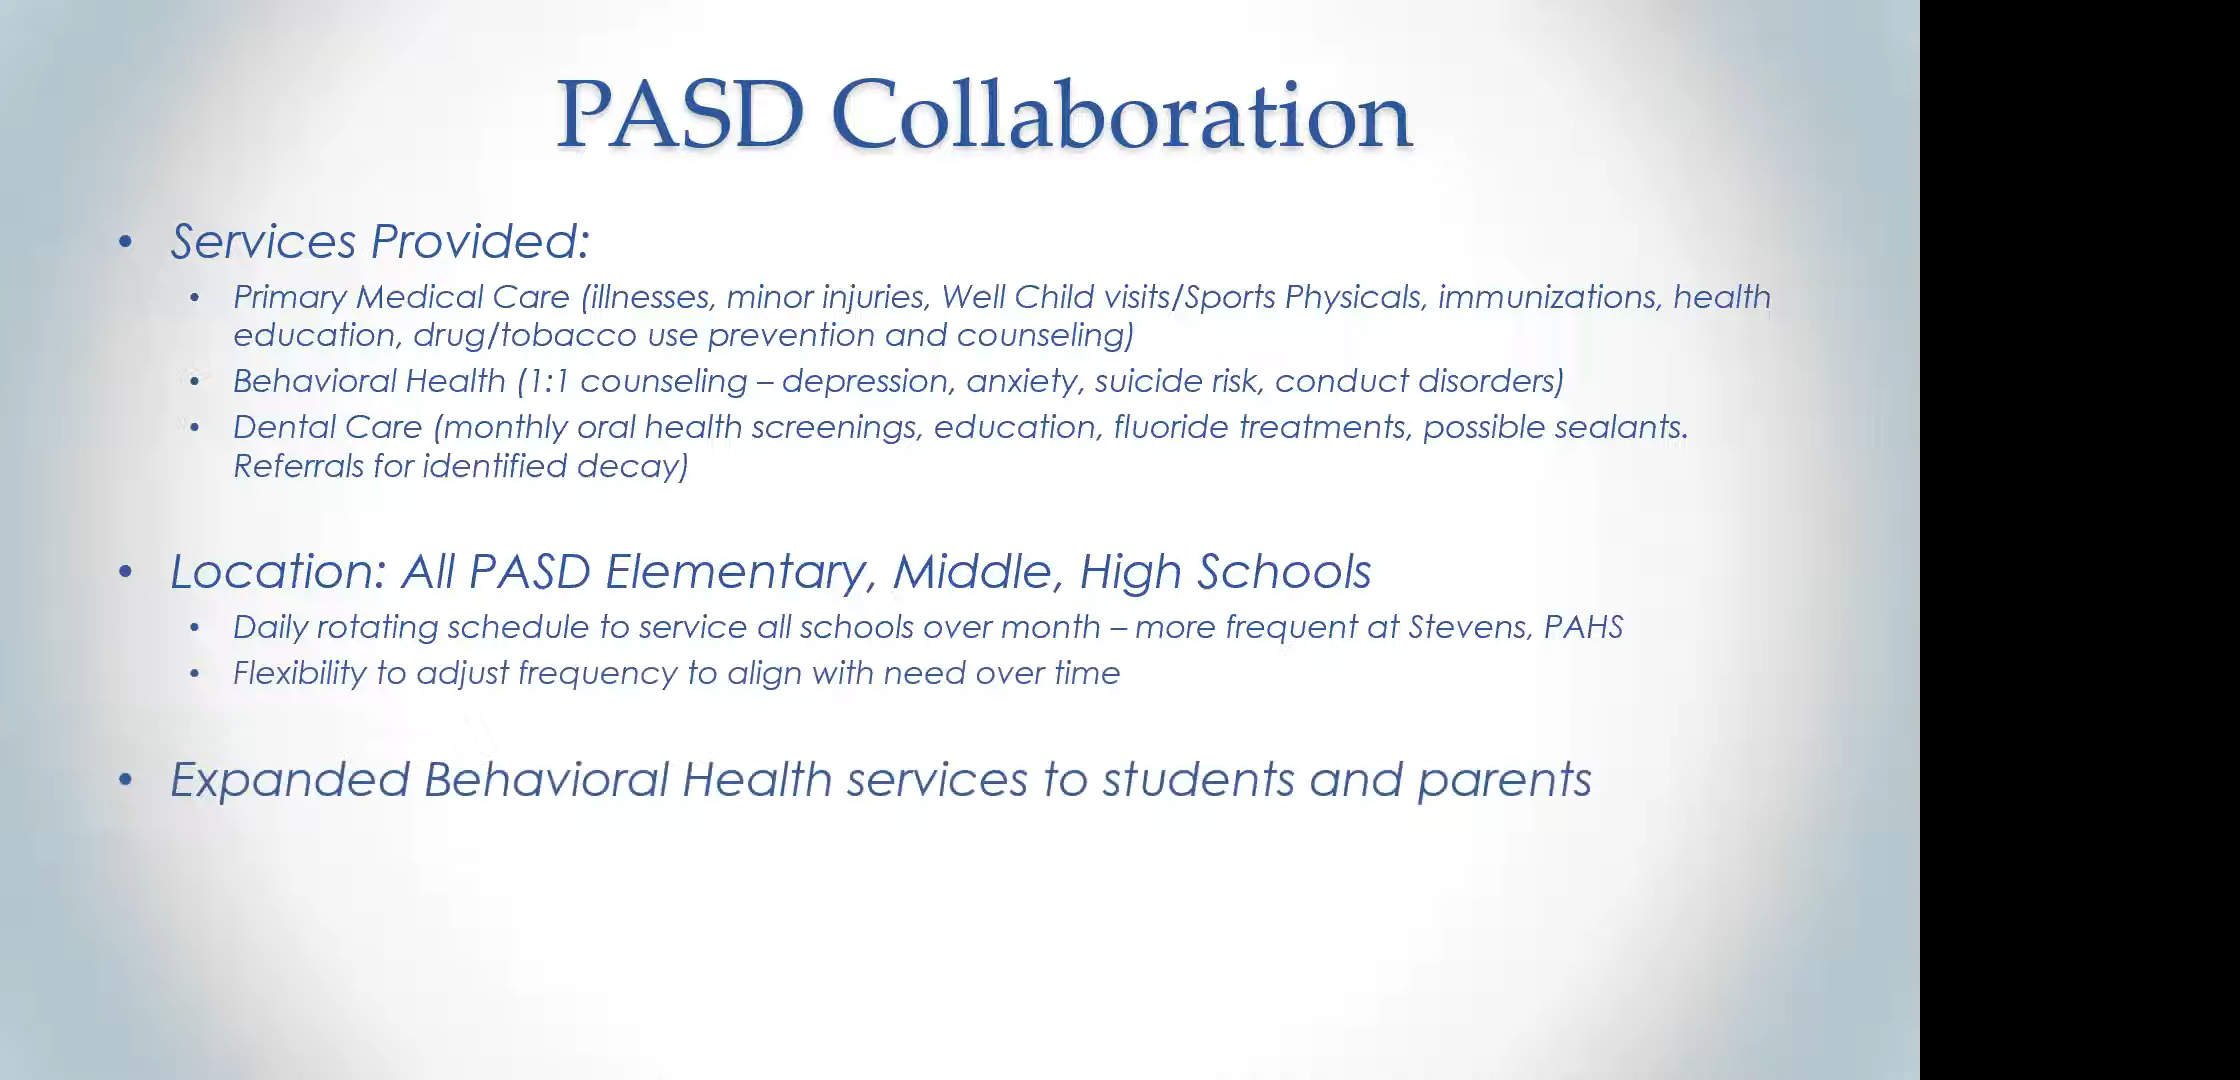 PASD Collaboration
• Services Provided:
• Primary Medical Care (illnesses, minor injuries, Well Child visits/Sports Physicals, immunizations, health
education, drug/tobacco use prevention and counseling)
• Behavioral Health (1:1 counseling – depression, anxiety, suicide risk, conduct disorders)
• Dental Care (monthly oral health screenings, education, fluoride treatments, possible sealants.
Referrals for identified decay)
• Location: All PASD Elementary, Middle, High Schools
• Daily rotating schedule to service all schools over month – more frequent at Stevens, PAHS
• Flexibility to adjust frequency to align with need over time
• Expanded Behavioral Health services to students and parents